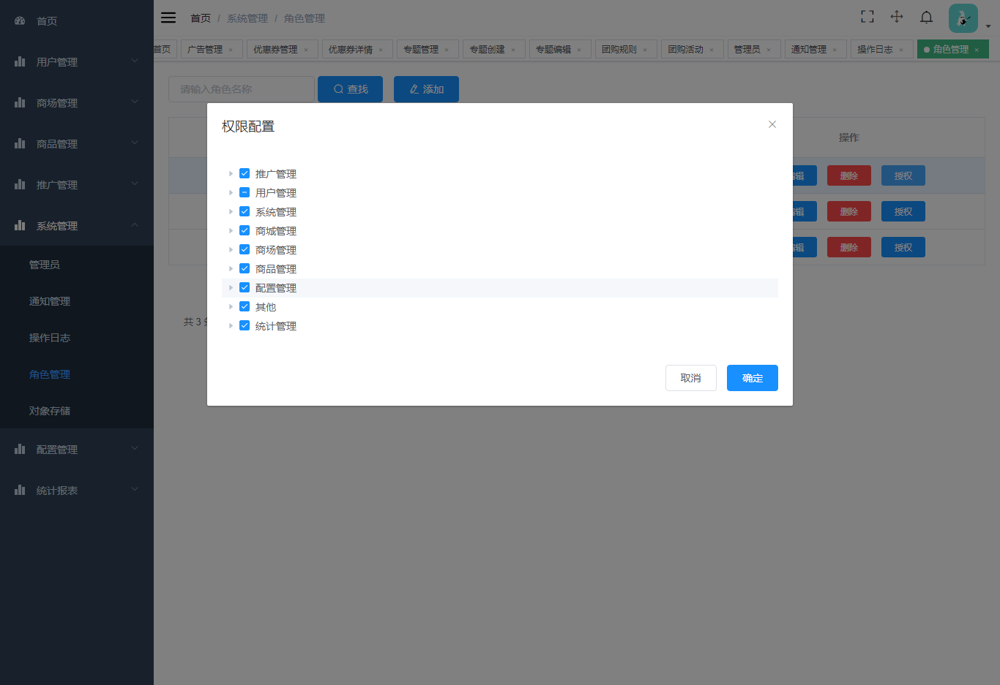 首页
用户管理
商场管理
商品管理
推广管理
系统管理
管理员
通知管理
操作日志
角色管理
对象存储
配置管理
统计报表
首页 / 系统管理 / 角色管理
首页 广告管理 × 优惠券管理 × 优惠券详情 × 专题管理 × 专题创建 × 专题编辑 × 团购规则 × 团购活动 × 管理员 × 通知管理 × 操作日志 × 角色管理 ×
请输入角色名称 查找 添加
操作
辑 删除 授权
辑 删除 授权
辑 删除 授权
共 3
权限配置
推广管理
用户管理
系统管理
商城管理
商场管理
商品管理
配置管理
其他
统计管理
取消 确定